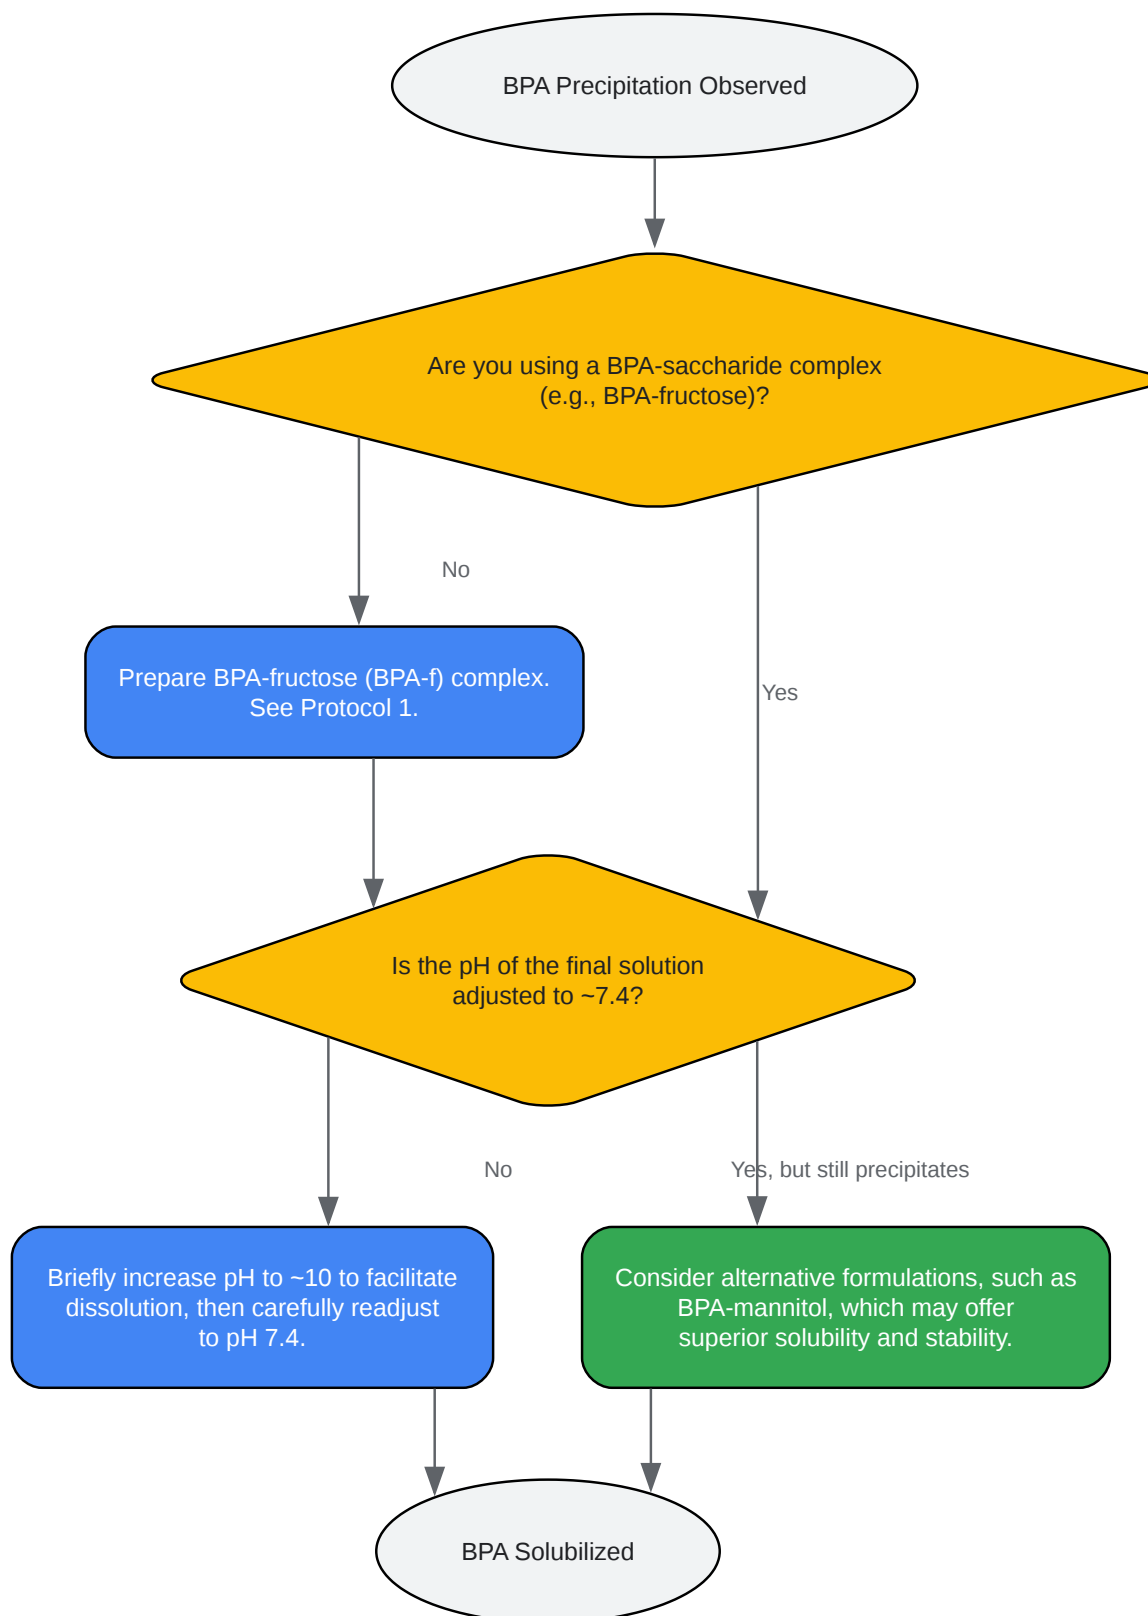 BPA Precipitation Observed
Are you using a BPA-saccharide complex
(e.g., BPA-fructose)?
No
Prepare BPA-fructose (BPA-f) complex.
See Protocol 1.
Yes
Is the pH of the final solution
adjusted to ~7.4?
No
Yes, but still precipitates
Briefly increase pH to ~10 to facilitate
dissolution, then carefully readjust
to pH 7.4.
Consider alternative formulations, such as
BPA-mannitol, which may offer
superior solubility and stability.
BPA Solubilized